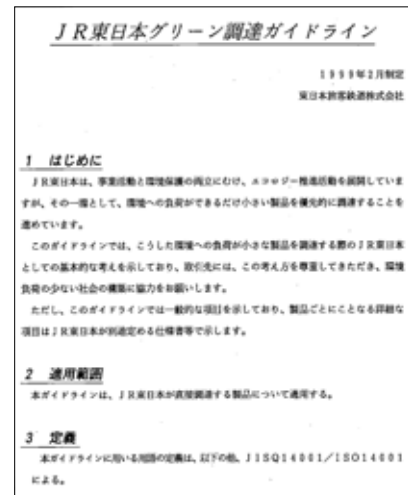 JR東日本グリーン調達ガイドライン
1999年2月制定
東日本旅客鉄道株式会社
1 はじめに
JR東日本は、事業活動と環境保護の両立にむけ、エコロジー推進活動を展開していま
すが、その一環として、環境への負荷ができるだけ小さい製品を優先的に調達することを
進めています。
このガイドラインでは、こうした環境への負荷が小さな製品を調達する際のJR東日本
としての基本的な考えを示しており、取引先には、この考え方を尊重してきただき、環境
負荷の少ない社会の構築に協力をお願いします。
ただし、このガイドラインでは一般的な項目を示しており、製品ごとにことなる詳細な
項目はJR東日本が別途定める仕様書等で示します。
2 適用範囲
本ガイドラインは、JR東日本が直接調達する製品について適用する。
3 定義
本ガイドラインに用いる用語の定義は、以下の他、JISQ14001/ISO14001
による。